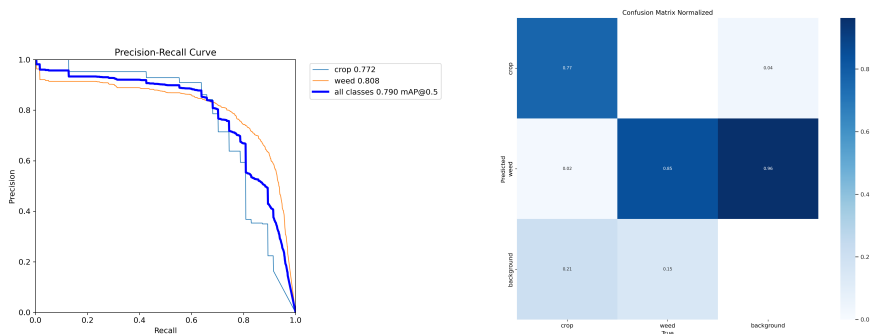 Precision-Recall Curve
1.0
0.8
0.6
0.4
0.2
0.0
Precision
0.0 0.2 0.4 0.6 0.8 1.0
Recall
crop 0.772
weed 0.808
all classes 0.790 mAP@0.5
Confusion Matrix Normalized
crop
0.77
0.04
Predicted
weed
0.02
0.85
0.96
background
0.21
0.15
crop
weed
background
True
0.8
0.6
0.4
0.2
0.0